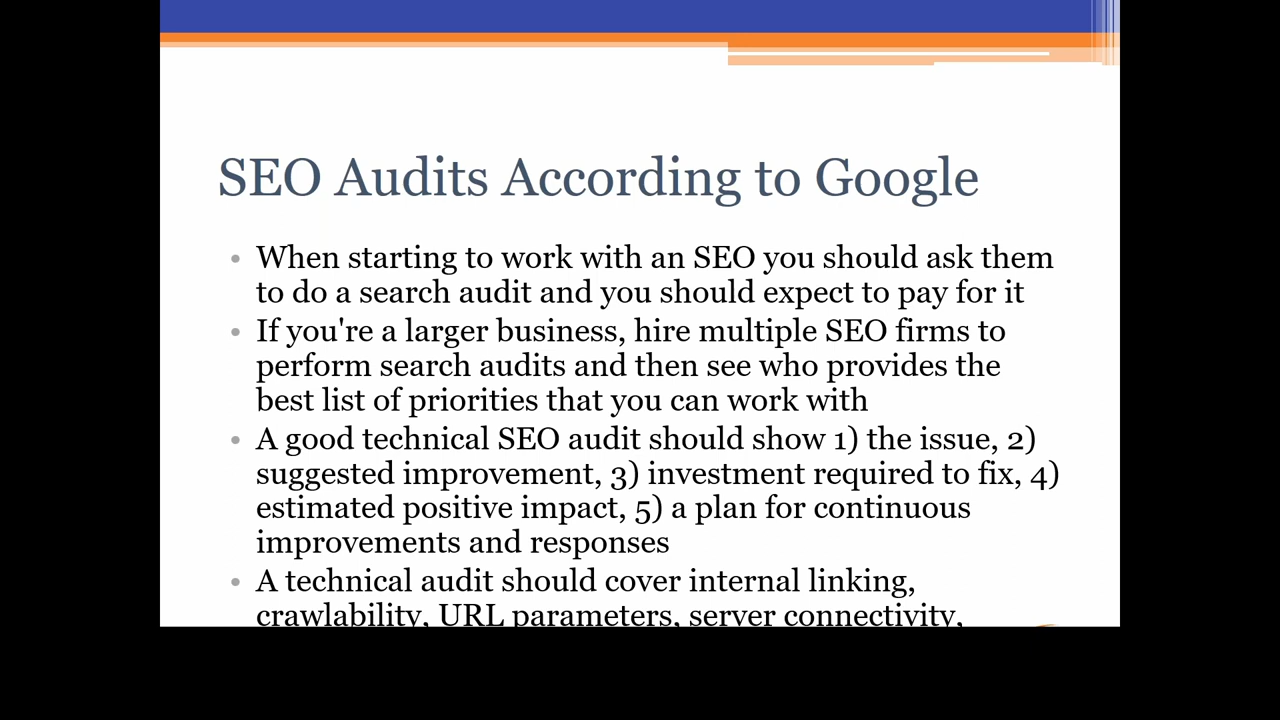 SEO Audits According to Google
• When starting to work with an SEO you should ask them
to do a search audit and you should expect to pay for it
• If you're a larger business, hire multiple SEO firms to
perform search audits and then see who provides the
best list of priorities that you can work with
• A good technical SEO audit should show 1) the issue, 2)
suggested improvement, 3) investment required to fix, 4)
estimated positive impact, 5) a plan for continuous
improvements and responses
• A technical audit should cover internal linking,
crawlability, URL parameters, server connectivity,